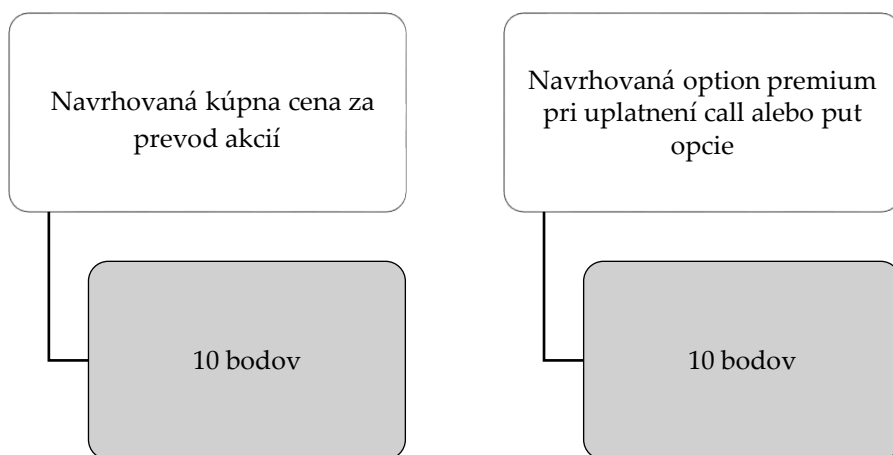 Navrhovaná kúpna cena za
prevod akcií
10 bodov
Navrhovaná option premium
pri uplatnení call alebo put
opcie
10 bodov